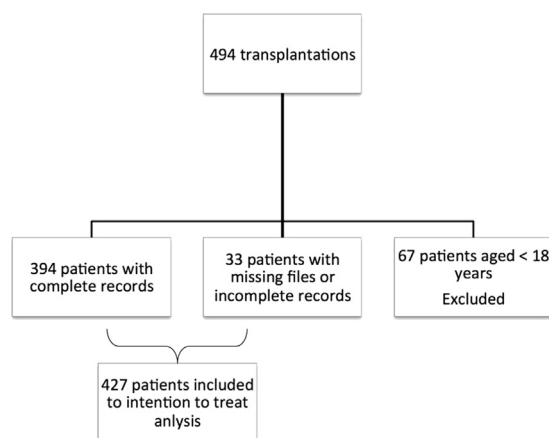 494 transplantations
394 patients with
complete records
33 patients with
missing files or
incomplete records
67 patients aged < 18
years
Excluded
427 patients included
to intention to treat
anlysis